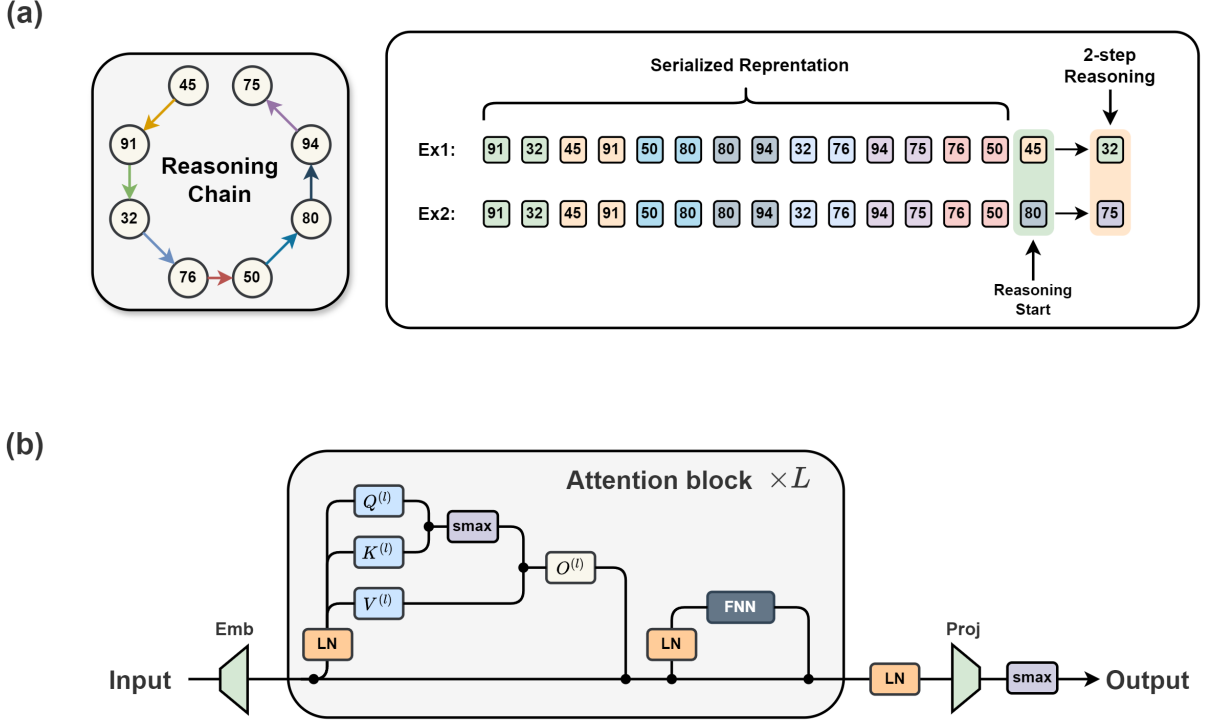 (a)
45 75
91 94
Reasoning
Chain
32 80
76 50
Serialized Reprentation
2-step
Reasoning
Ex1: 91 32 45 91 50 80 80 94 32 76 94 75 76 50 45 32
Ex2: 91 32 45 91 50 80 80 94 32 76 94 75 76 50 80 75
Reasoning
Start
(b)
Attention block ×L
Q^(l)
smax
K^(l)
O^(l)
V^(l)
FNN
Emb
LN
LN
Proj
Input
LN
smax
Output